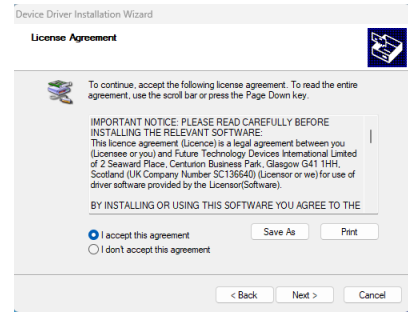 Device Driver Installation Wizard
License Agreement
To continue, accept the following license agreement. To read the entire
agreement, use the scroll bar or press the Page Down key.
IMPORTANT NOTICE: PLEASE READ CAREFULLY BEFORE
INSTALLING THE RELEVANT SOFTWARE:
This licence agreement (Licence) is a legal agreement between you
(Licensee or you) and Future Technology Devices International Limited
of 2 Seaward Place, Centurion Business Park, Glasgow G41 1HH,
Scotland (UK Company Number SC136640) (Licensor or we) for use of
driver software provided by the Licensor(Software).
BY INSTALLING OR USING THIS SOFTWARE YOU AGREE TO THE
I accept this agreement
Save As
Print
I don't accept this agreement
< Back
Next >
Cancel